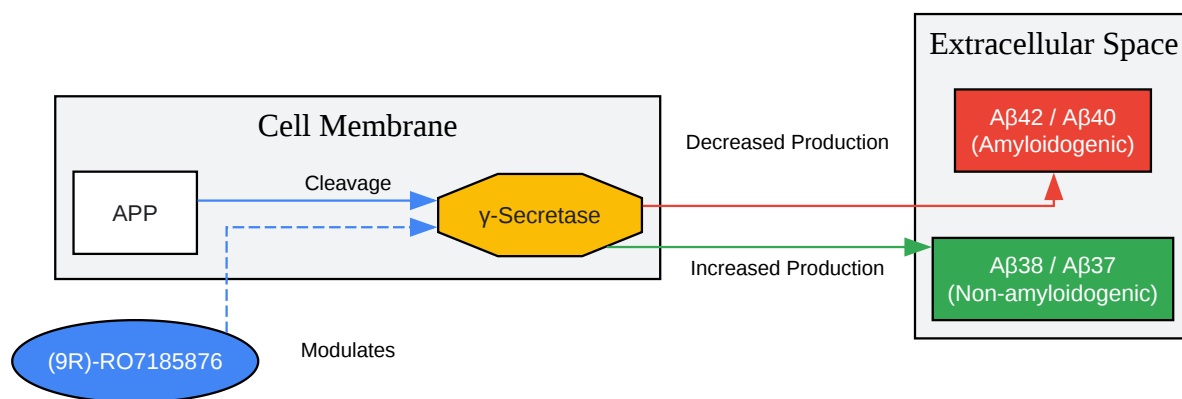 Extracellular Space
Cell Membrane
Aβ42 / Aβ40
(Amyloidogenic)
Decreased Production
Cleavage
APP
γ-Secretase
Increased Production
Aβ38 / Aβ37
(Non-amyloidogenic)
(9R)-RO7185876
Modulates